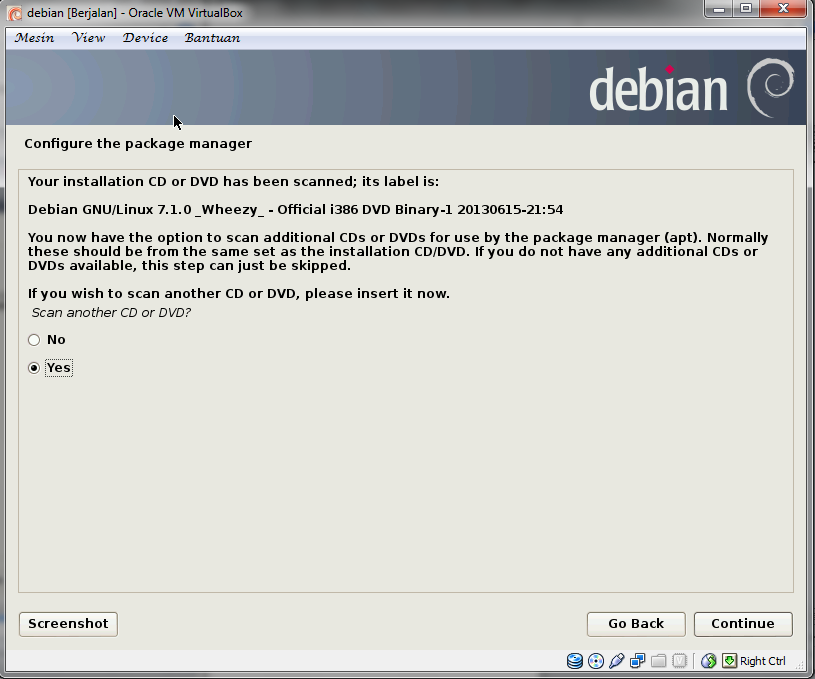 debian [Berjalan] - Oracle VM VirtualBox
Mesin View Device Bantuan
debian
Configure the package manager
Your installation CD or DVD has been scanned; its label is:
Debian GNU/Linux 7.1.0 _Wheezy_ - Official i386 DVD Binary-1 20130615-21:54
You now have the option to scan additional CDs or DVDs for use by the package manager (apt). Normally
these should be from the same set as the installation CD/DVD. If you do not have any additional CDs or
DVDs available, this step can just be skipped.
If you wish to scan another CD or DVD, please insert it now.
Scan another CD or DVD?
No
Yes
Screenshot Go Back Continue
Right Ctrl